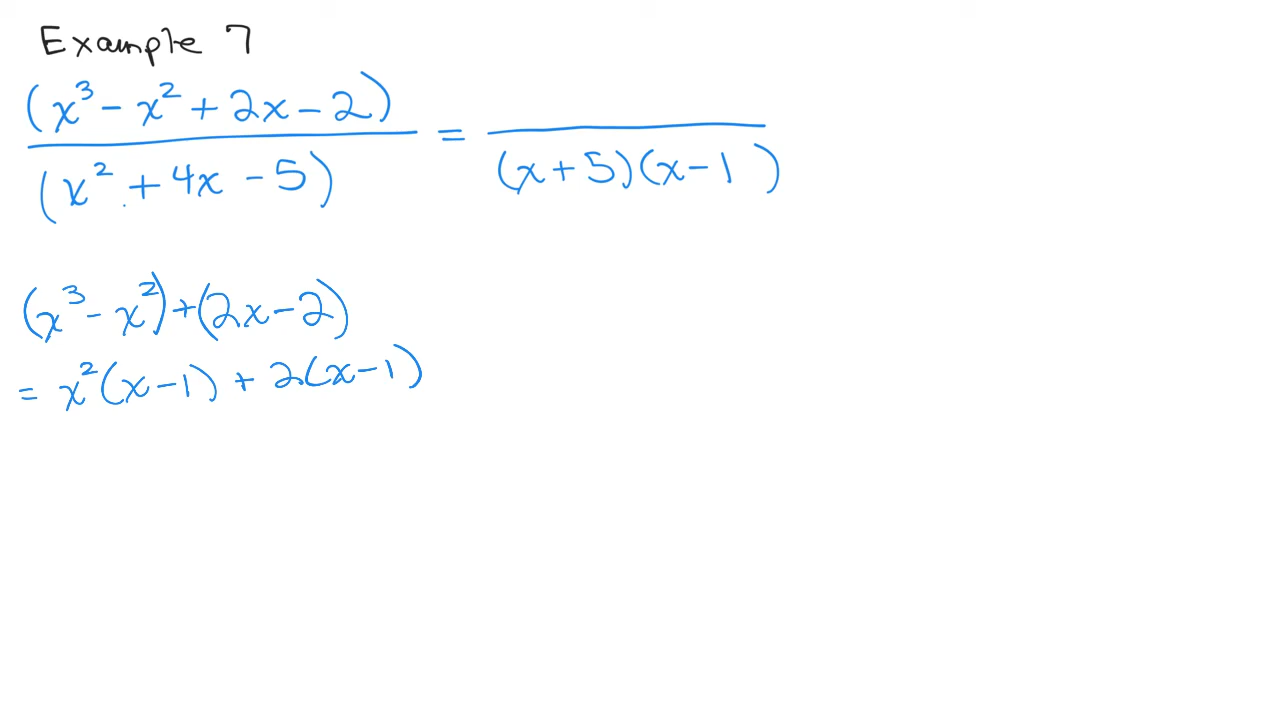 Example 7
(x³ - x² + 2x - 2) / (x² + 4x - 5) = / (x + 5)(x - 1 )
(x³ - x²) + (2x - 2)
= x²(x - 1) + 2(x - 1)